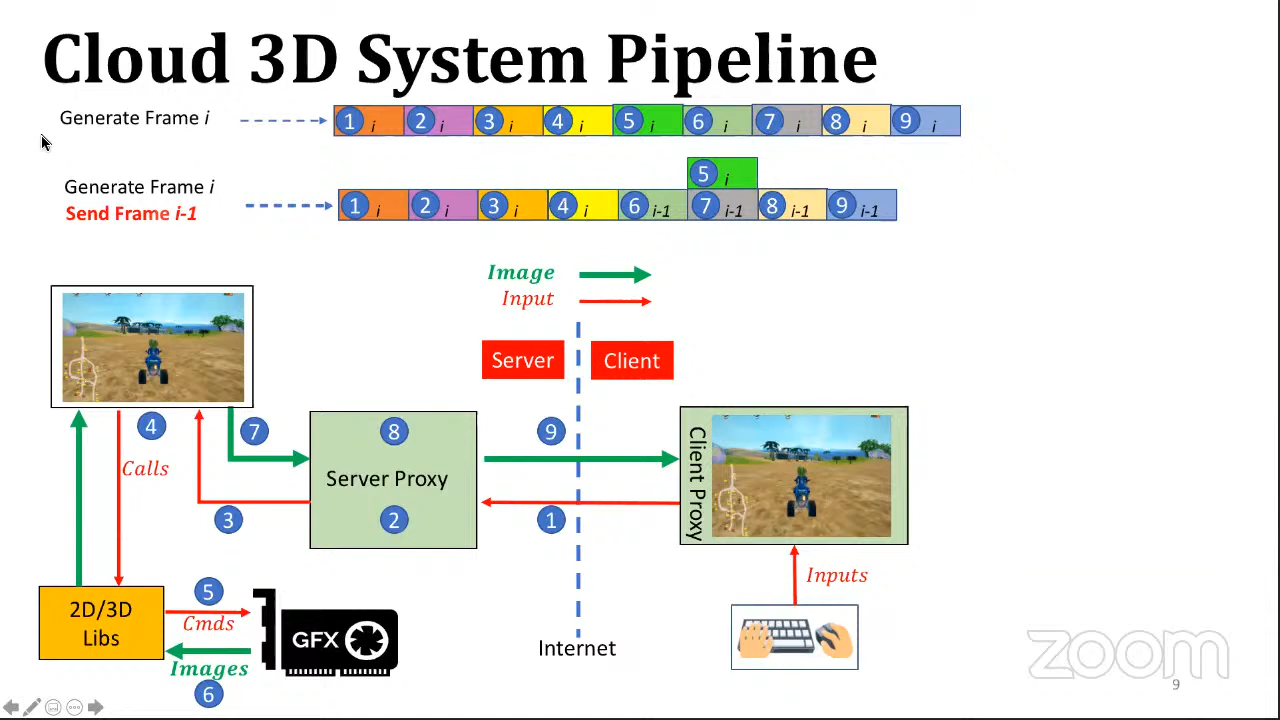 Cloud 3D System Pipeline
Generate Frame i
1 i 2 i 3 i 4 i 5 i 6 i 7 i 8 i 9 i
5 i
Generate Frame i
Send Frame i-1
1 i 2 i 3 i 4 i 6 i-1 7 i-1 8 i-1 9 i-1
Image
Input
Server Client
4
7
8
9
Calls
Server Proxy
Client Proxy
3
2
1
Inputs
5
2D/3D
Libs
Cmds
GFX
Images
6
Internet
zoom
9